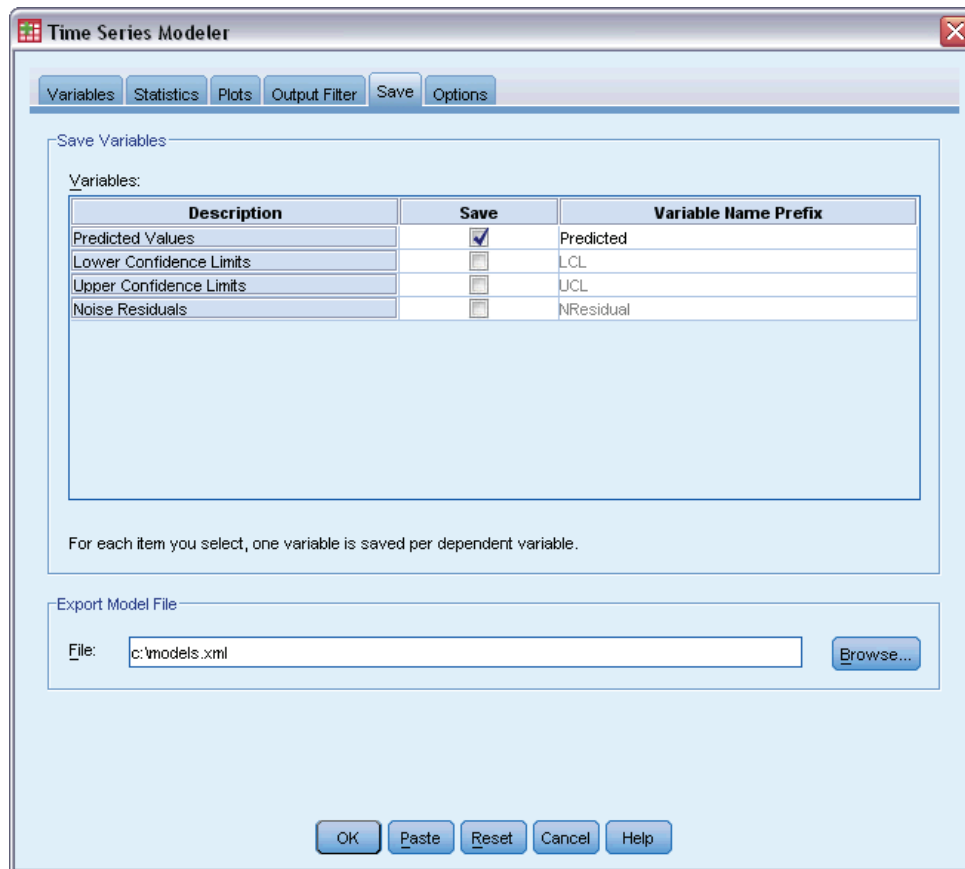 Time Series Modeler
Variables Statistics Plots Output Filter Save Options
Save Variables
Variables:
Description Save Variable Name Prefix
Predicted Values Predicted
Lower Confidence Limits LCL
Upper Confidence Limits UCL
Noise Residuals NResidual
For each item you select, one variable is saved per dependent variable.
Export Model File
File: c:\models.xml Browse...
OK Paste Reset Cancel Help